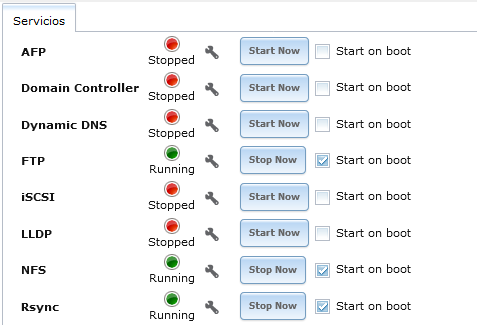 Servicios
AFP Stopped Start Now Start on boot
Domain Controller Stopped Start Now Start on boot
Dynamic DNS Stopped Start Now Start on boot
FTP Running Stop Now Start on boot
iSCSI Stopped Start Now Start on boot
LLDP Stopped Start Now Start on boot
NFS Running Stop Now Start on boot
Rsync Running Stop Now Start on boot